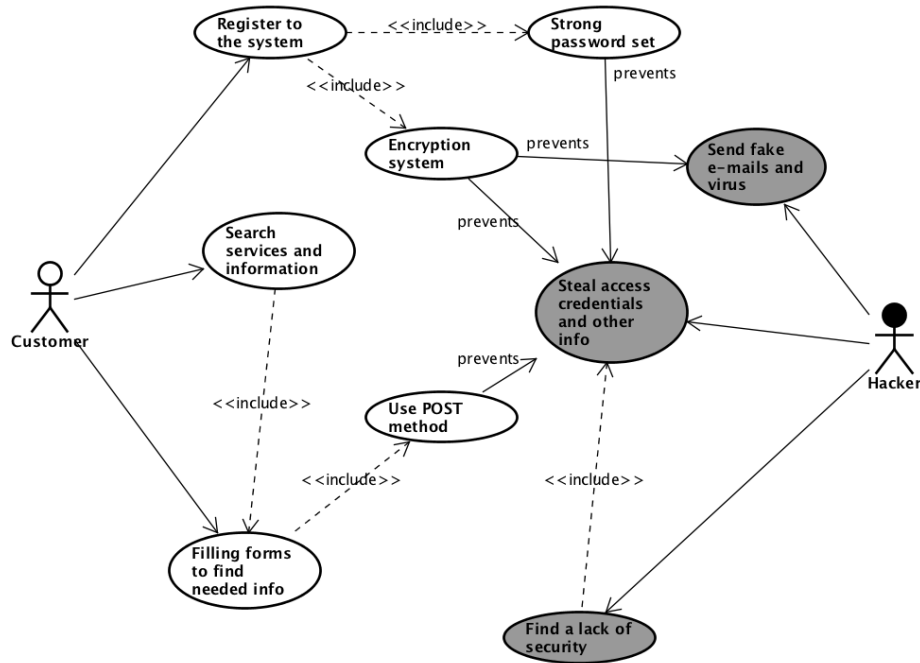 Register to
the system
<<include>>
Strong
password set
prevents
<<include>>
Encryption
system
prevents
Send fake
e-mails and
virus
prevents
Search
services and
information
Steal access
credentials
and other
info
Customer
Hacker
prevents
<<include>>
Use POST
method
<<include>>
<<include>>
Filling forms
to find
needed info
Find a lack of
security